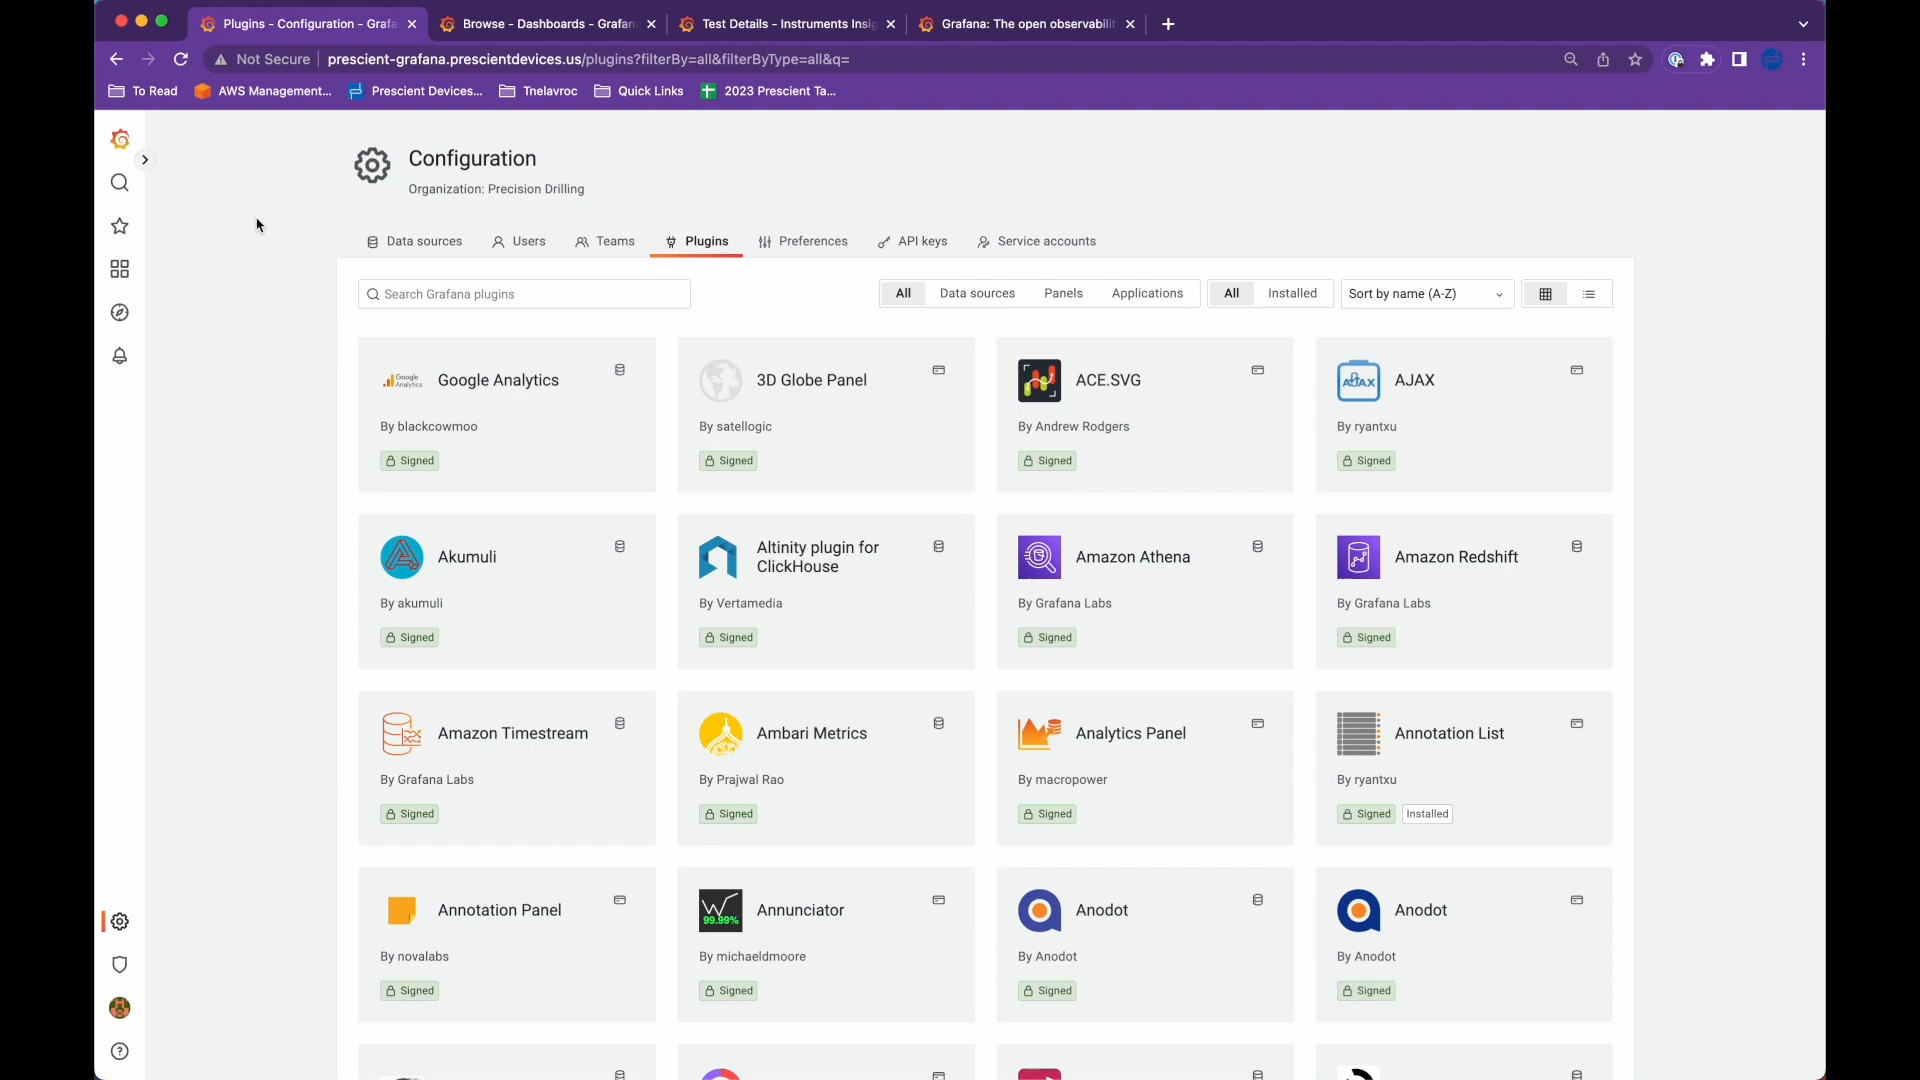 Plugins - Configuration - Grafa
Browse - Dashboards - Grafan
Test Details - Instruments Insig
Grafana: The open observabilit
Not Secure
prescient-grafana.prescientdevices.us/plugins?filterBy=all&filterByType=all&q=
To Read
AWS Management...
Prescient Devices...
Tnelavroc
Quick Links
2023 Prescient Ta...
Configuration
Organization: Precision Drilling
Data sources
Users
Teams
Plugins
Preferences
API keys
Service accounts
Search Grafana plugins
All
Data sources
Panels
Applications
All
Installed
Sort by name (A-Z)
Google Analytics
Google Analytics
By blackcowmoo
Signed
3D Globe Panel
By satellogic
Signed
ACE.SVG
By Andrew Rodgers
Signed
AJAX
AJAX
By ryantxu
Signed
Akumuli
By akumuli
Signed
Altinity plugin for
ClickHouse
By Vertamedia
Signed
Amazon Athena
By Grafana Labs
Signed
Amazon Redshift
By Grafana Labs
Signed
Amazon Timestream
By Grafana Labs
Signed
Ambari Metrics
By Prajwal Rao
Signed
Analytics Panel
By macropower
Signed
Annotation List
By ryantxu
Signed
Installed
Annotation Panel
By novalabs
Signed
99.99%
Annunciator
By michaeldmoore
Signed
Anodot
By Anodot
Signed
Anodot
By Anodot
Signed